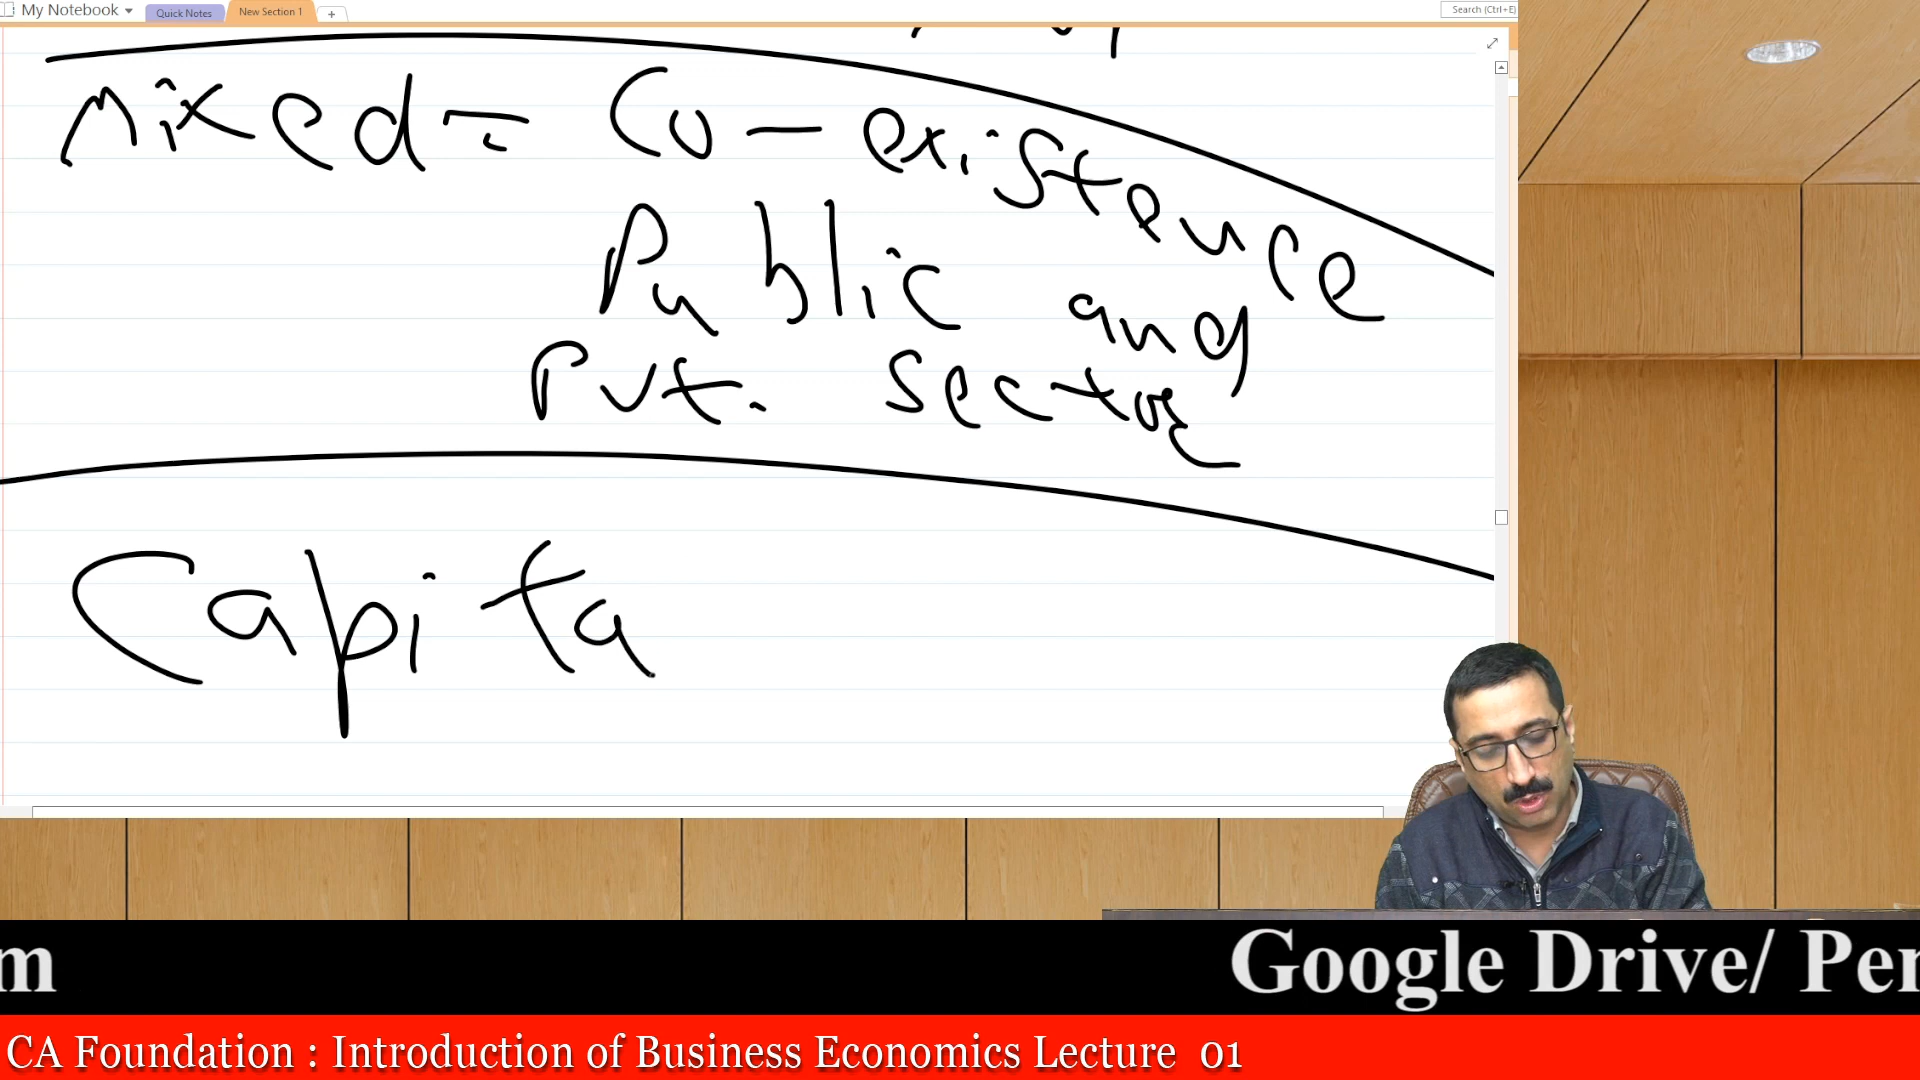 My Notebook
Quick Notes
New Section 1
+
Search (Ctrl+E)
Mixed = Co-existence
Public and
Pvt. Sector
Capita
m
Google Drive/ Per
CA Foundation : Introduction of Business Economics Lecture 01